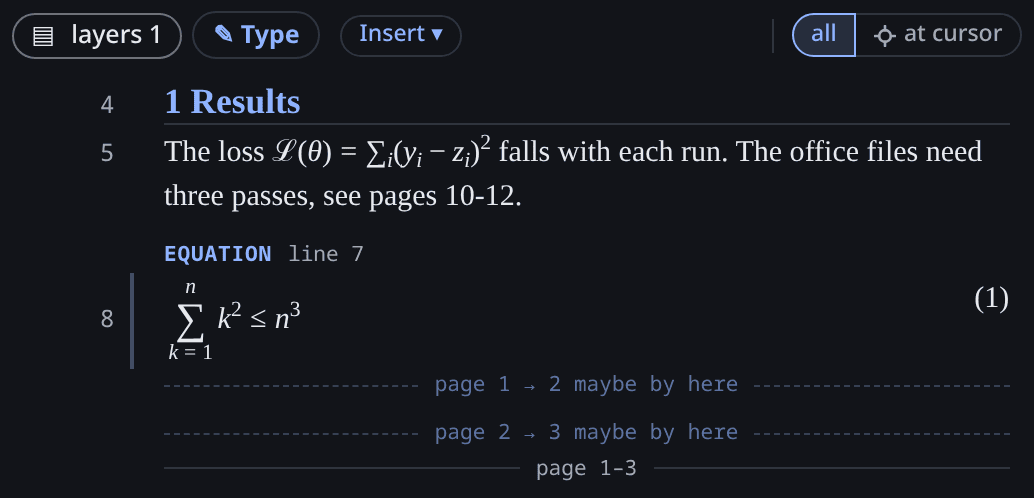 ▤ layers 1 ✎ Type Insert ▾ all at cursor
4 1 Results
5 The loss ℒ(θ) = ∑ᵢ(yᵢ − zᵢ)² falls with each run. The office files need
three passes, see pages 10-12.
EQUATION line 7
n
8 ∑ k² ≤ n³ (1)
k = 1
page 1 → 2 maybe by here
page 2 → 3 maybe by here
page 1–3